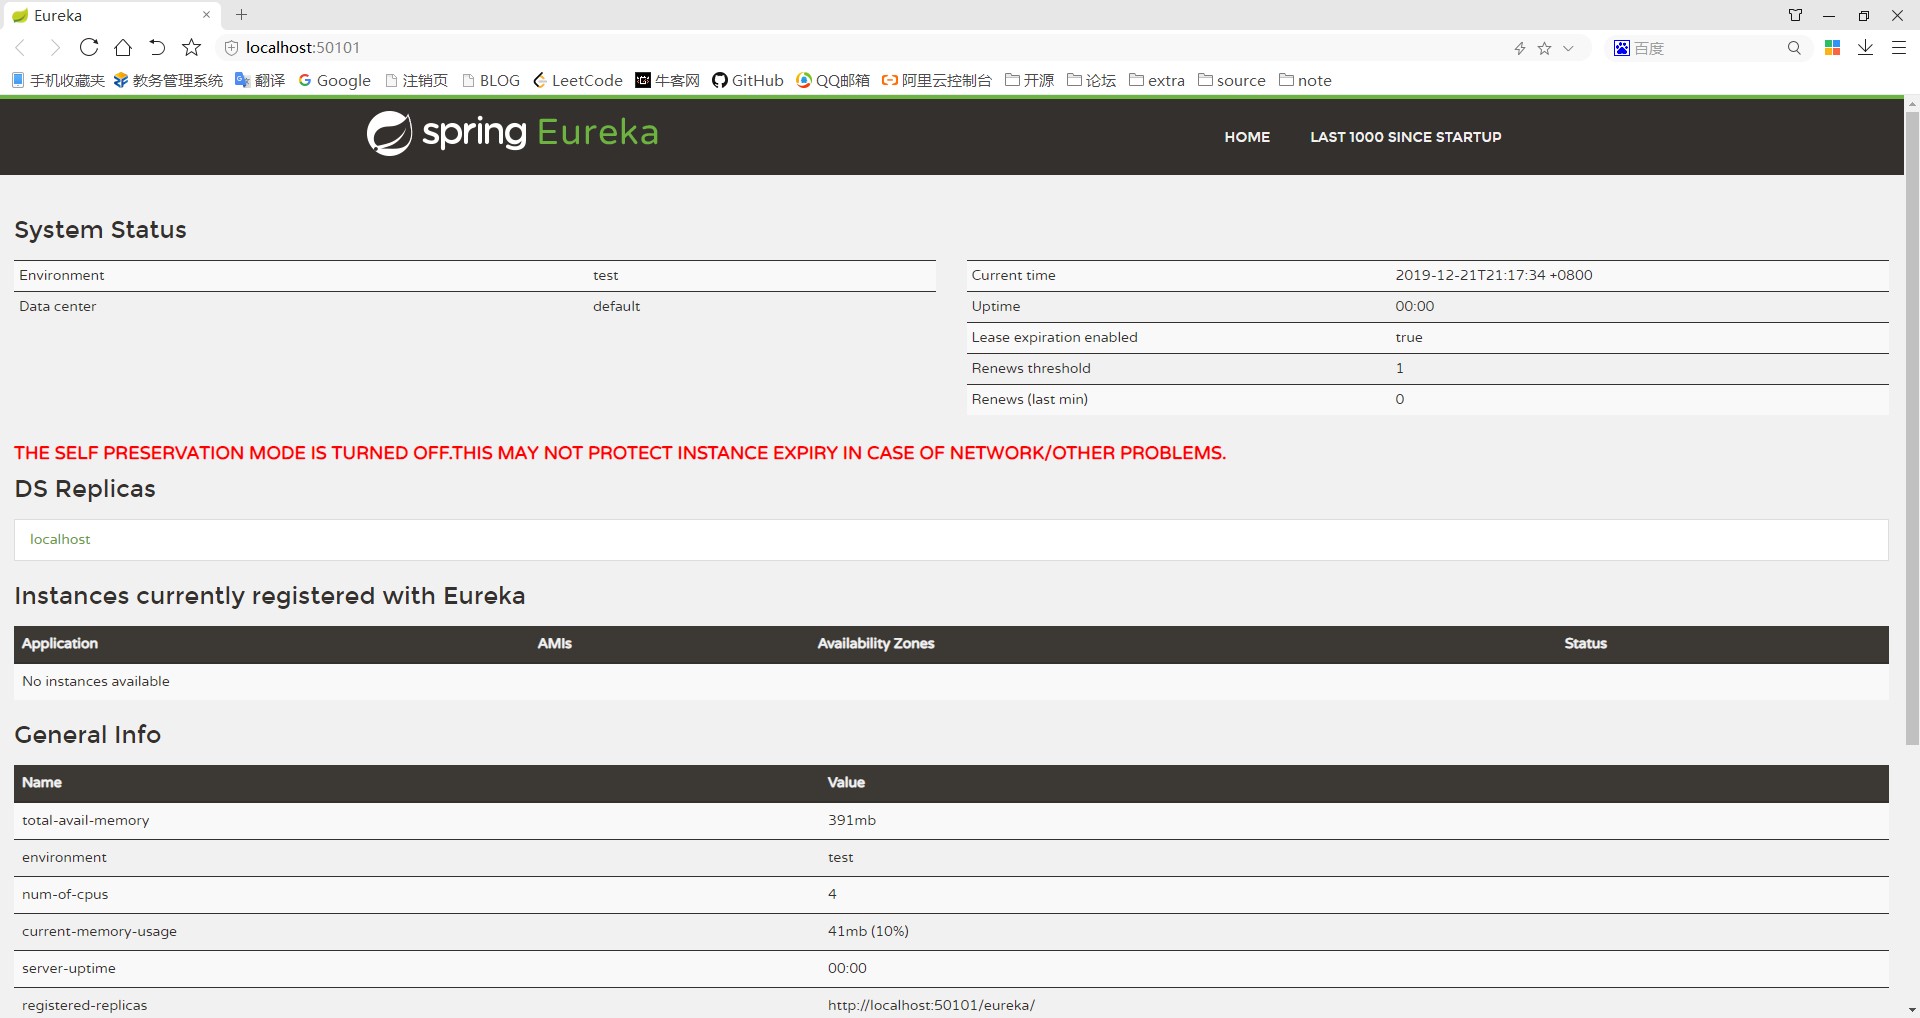 Eureka
localhost:50101
百度
手机收藏夹 教务管理系统 翻译 Google 注销页 BLOG LeetCode 牛客网 GitHub QQ邮箱 阿里云控制台 开源 论坛 extra source note
spring Eureka
HOME LAST 1000 SINCE STARTUP
System Status
Environment test
Data center default
Current time 2019-12-21T21:17:34 +0800
Uptime 00:00
Lease expiration enabled true
Renews threshold 1
Renews (last min) 0
THE SELF PRESERVATION MODE IS TURNED OFF.THIS MAY NOT PROTECT INSTANCE EXPIRY IN CASE OF NETWORK/OTHER PROBLEMS.
DS Replicas
localhost
Instances currently registered with Eureka
Application AMIs Availability Zones Status
No instances available
General Info
Name Value
total-avail-memory 391mb
environment test
num-of-cpus 4
current-memory-usage 41mb (10%)
server-uptime 00:00
registered-replicas http://localhost:50101/eureka/